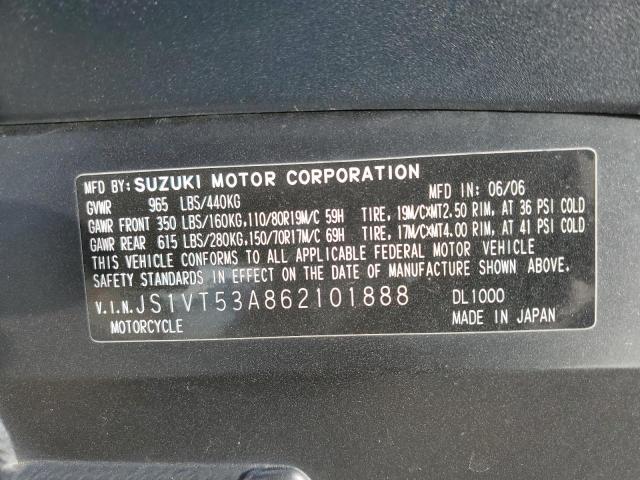 MFD BY: SUZUKI MOTOR CORPORATION MFD IN: 06/06
GVWR 965 LBS/440KG
GAWR FRONT 350 LBS/160KG,110/80R19M/C 59H TIRE, 19M/C×MT2.50 RIM, AT 36 PSI COLD
GAWR REAR 615 LBS/280KG,150/70R17M/C 69H TIRE, 17M/C×MT4.00 RIM, AT 41 PSI COLD
THIS VEHICLE CONFORMS TO ALL APPLICABLE FEDERAL MOTOR VEHICLE
SAFETY STANDARDS IN EFFECT ON THE DATE OF MANUFACTURE SHOWN ABOVE.
V.I.N. JS1VT53A862101888 DL1000
MOTORCYCLE MADE IN JAPAN